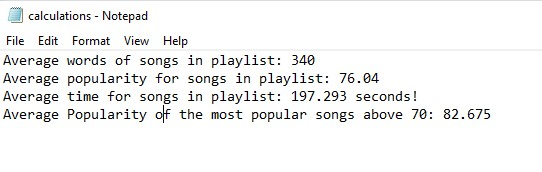 calculations - Notepad
File Edit Format View Help
Average words of songs in playlist: 340
Average popularity for songs in playlist: 76.04
Average time for songs in playlist: 197.293 seconds!
Average Popularity of the most popular songs above 70: 82.675